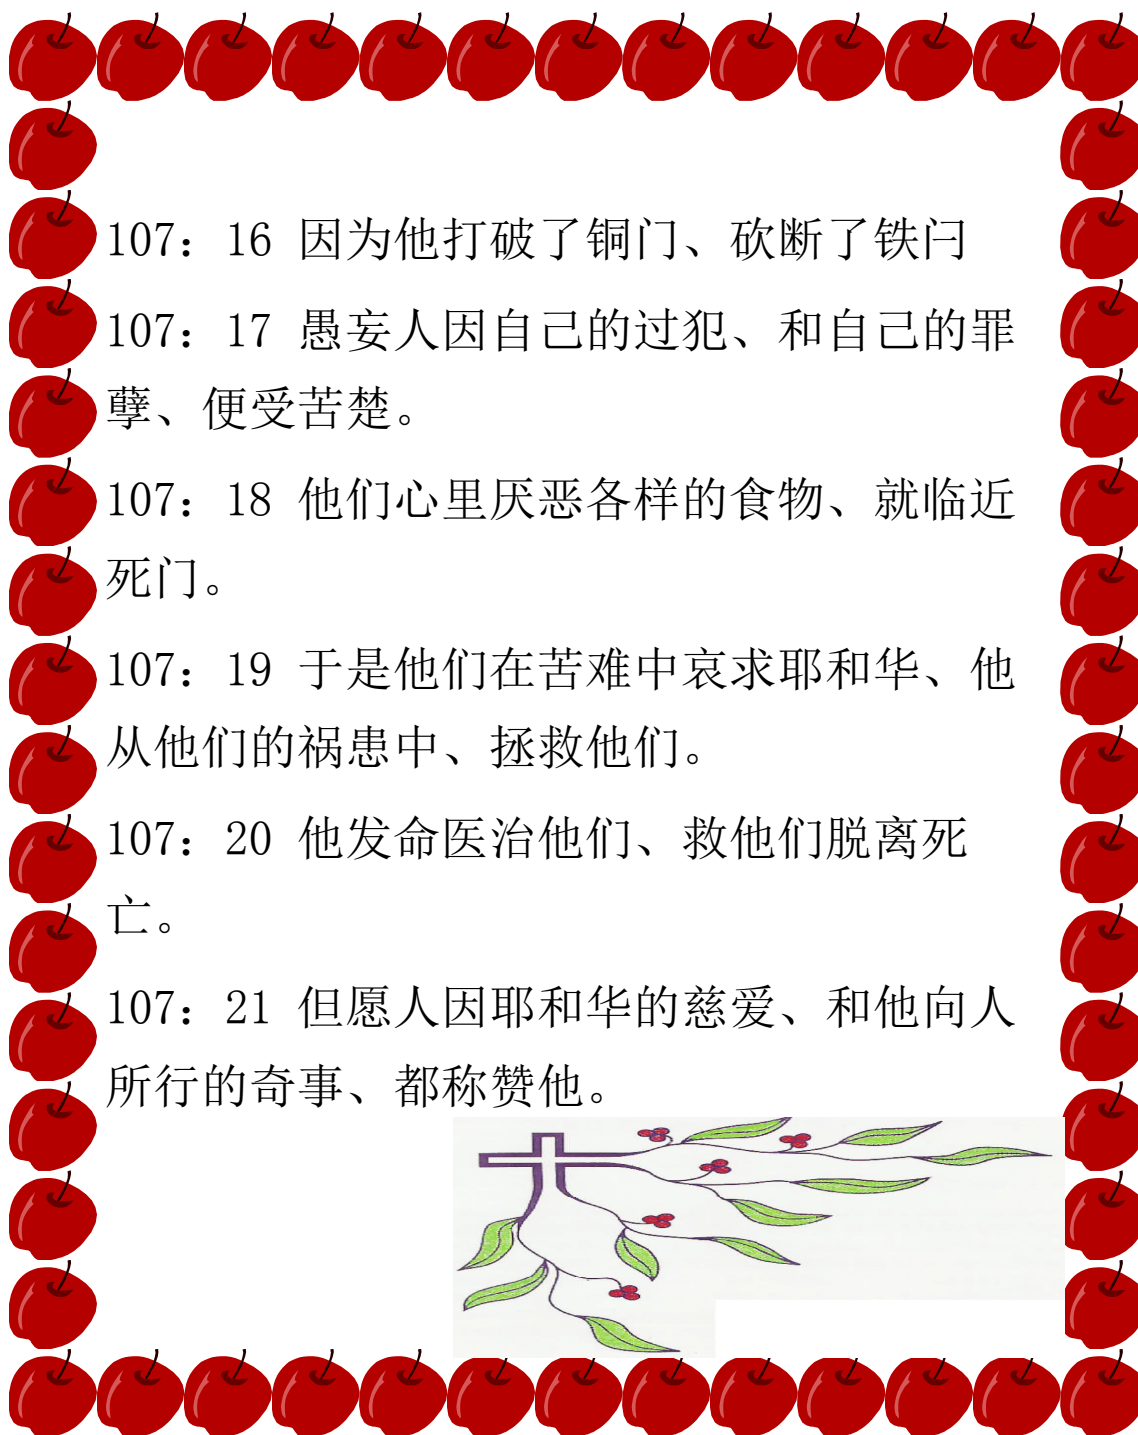 107：16 因为他打破了铜门、砍断了铁闩
107：17 愚妄人因自己的过犯、和自己的罪
孽、便受苦楚。
107：18 他们心里厌恶各样的食物、就临近
死门。
107：19 于是他们在苦难中哀求耶和华、他
从他们的祸患中、拯救他们。
107：20 他发命医治他们、救他们脱离死
亡。
107：21 但愿人因耶和华的慈爱、和他向人
所行的奇事、都称赞他。